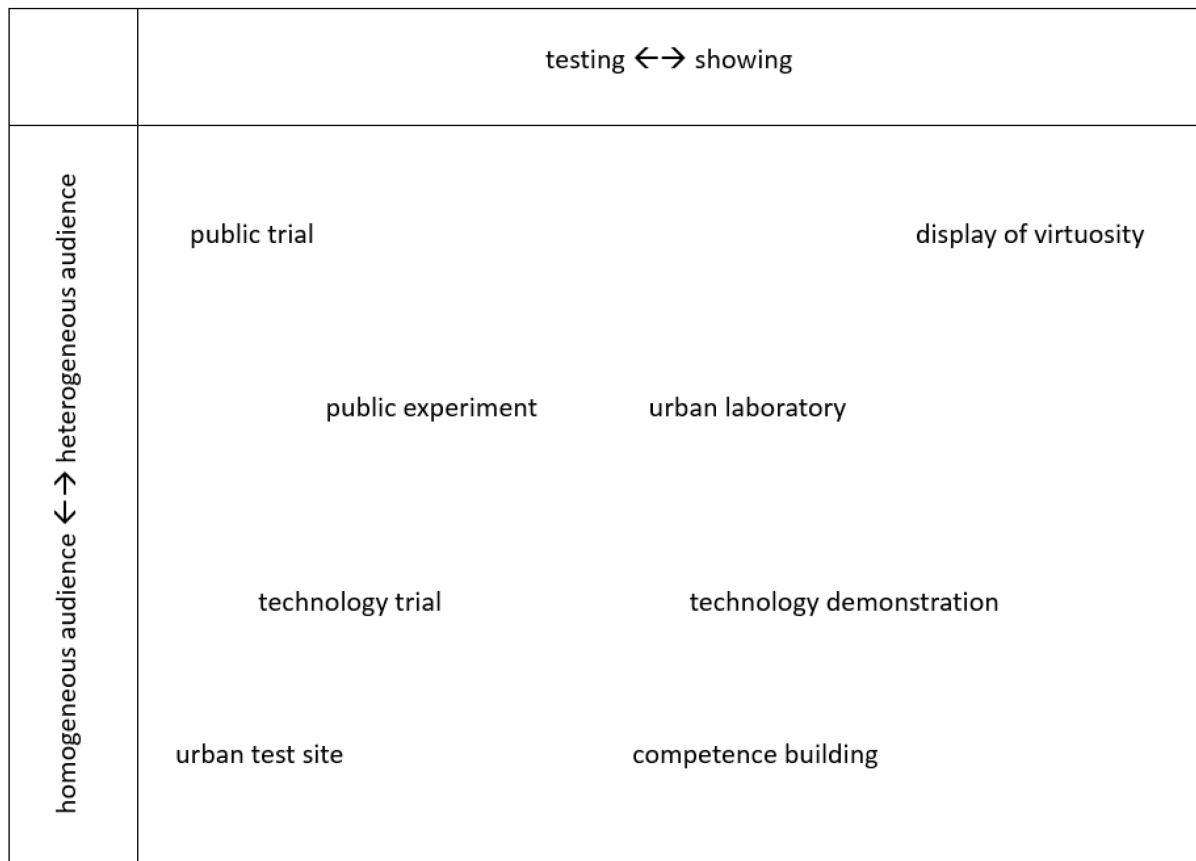 testing ←→ showing
homogeneous audience ←→ heterogeneous audience
public trial
display of virtuosity
public experiment
urban laboratory
technology trial
technology demonstration
urban test site
competence building